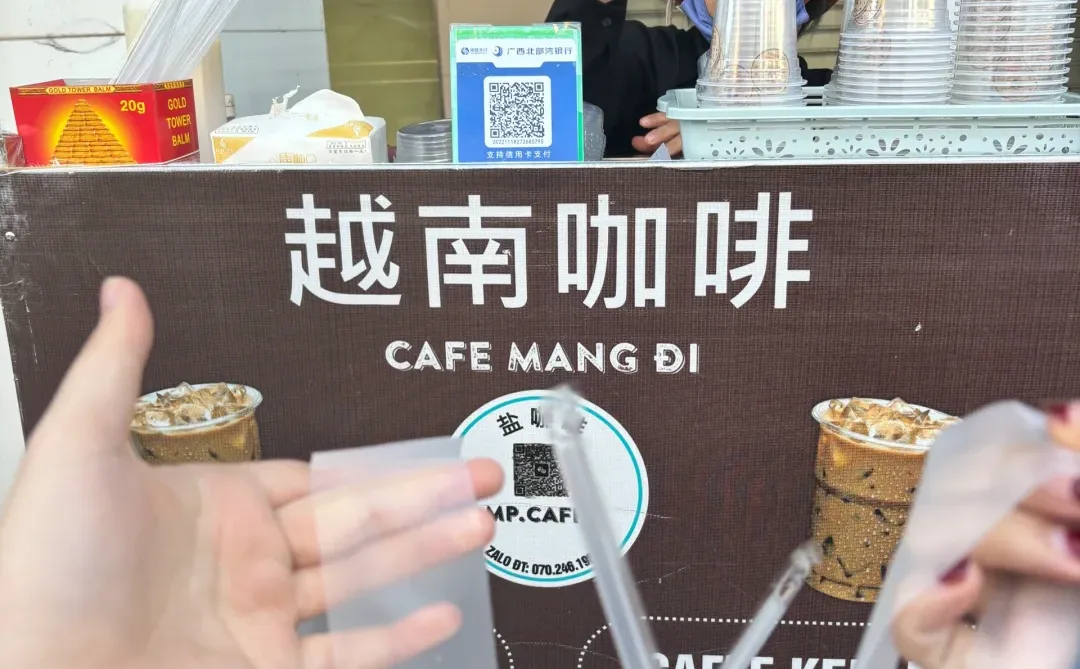 GOLD TOWER BALM
20g
GOLD
TOWER
BALM
广西北部湾银行
支持信用卡支付
越南咖啡
CAFE MANG ĐI
盐
MP.CAF
ZALO ĐT: 070.246.19